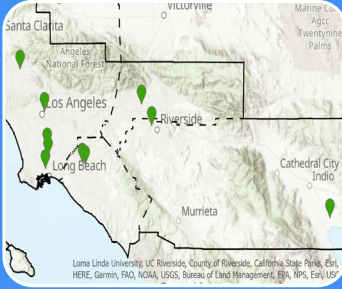 Victorville
Marine Co
Agcc
Twentynine
Palms
Santa Clarita
Angeles
National Forest
Los Angeles
Riverside
Long Beach
Cathedral City
Indio
Murrieta
Loma Linda University, UC Riverside, County of Riverside, California State Parks, Esri,
HERE, Garmin, FAO, NOAA, USGS, Bureau of Land Management, EPA, NPS, Esri, USG